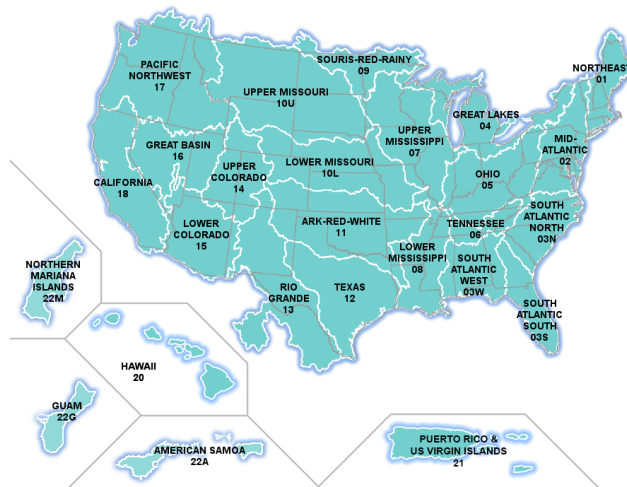 SOURIS-RED-RAINY
09
PACIFIC
NORTHWEST
17
NORTHEAST
01
UPPER MISSOURI
10U
GREAT LAKES
04
UPPER
MISSISSIPPI
07
MID-
ATLANTIC
02
GREAT BASIN
16
LOWER MISSOURI
10L
UPPER
COLORADO
14
OHIO
05
CALIFORNIA
18
SOUTH
ATLANTIC
NORTH
03N
LOWER
COLORADO
15
ARK-RED-WHITE
11
TENNESSEE
06
LOWER
MISSISSIPPI
08
SOUTH
ATLANTIC
WEST
03W
NORTHERN
MARIANA
ISLANDS
22M
RIO
GRANDE
13
TEXAS
12
SOUTH
ATLANTIC
SOUTH
03S
HAWAII
20
GUAM
22G
AMERICAN SAMOA
22A
PUERTO RICO &
US VIRGIN ISLANDS
21